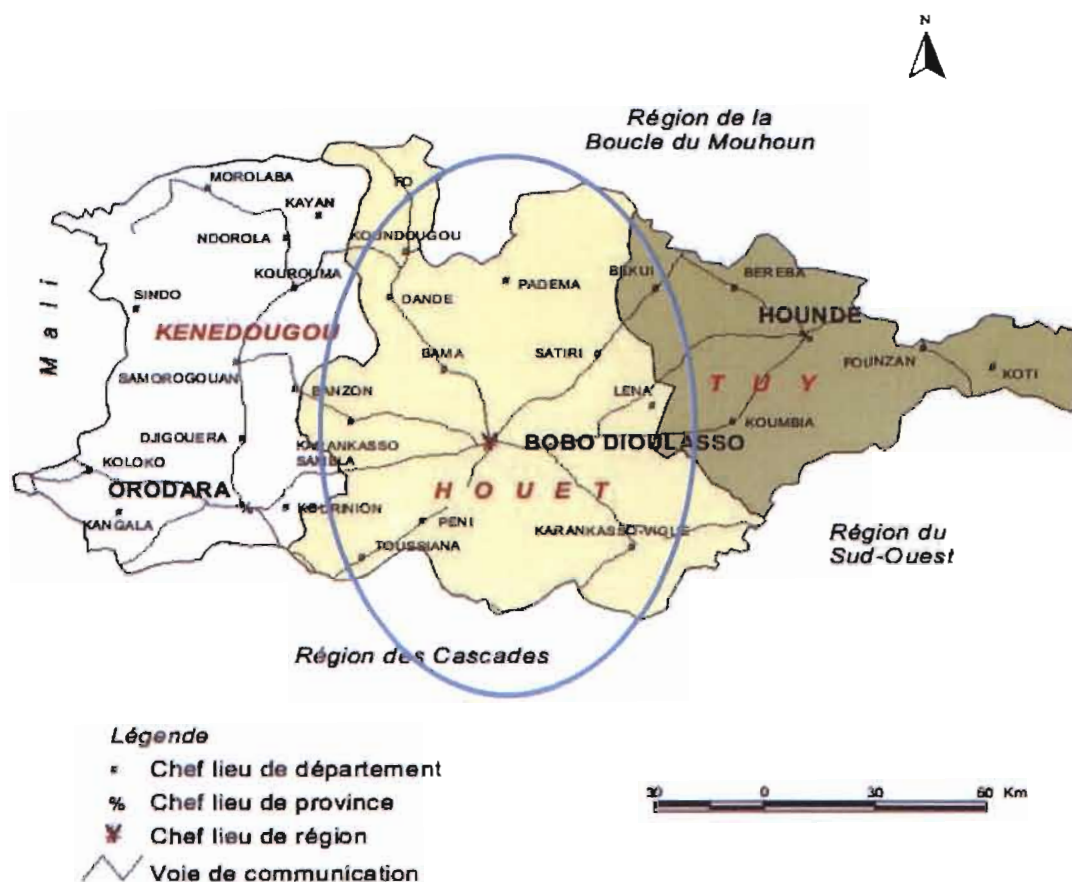 N
Région de la
Boucle du Mouhoun
MOROLABA
FO
KAYAN
NDOROLA
KOUNDOUGOU
KOUROUMA
BEKUI
BEREBA
PADEMA
SINDO
DANDE
Mali
KENEDOUGOU
HOUNDE
BAMA
SATIRI
FOUNZAN
SAMOROGOUAN
KOTI
BANZON
LENA
TUY
KOUMBIA
DJIGOUERA
KARANKASSO
SAMBLA
BOBO DIOULASSO
KOLOKO
ORODARA
HOUET
KANGALA
KOURINION
PENI
KARANKASSO-VIGUE
TOUSSIANA
Région du
Sud-Ouest
Région des Cascades
Légende
Chef lieu de département
% Chef lieu de province
¥ Chef lieu de région
Voie de communication
30 0 30 60 Km